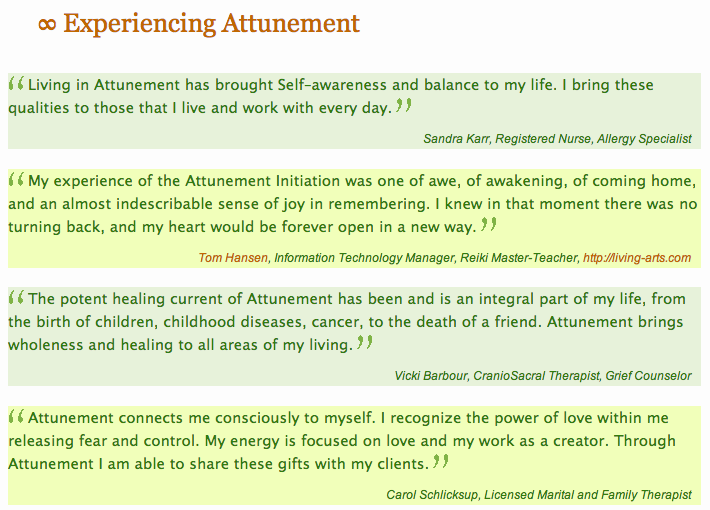 ∞ Experiencing Attunement
“Living in Attunement has brought Self-awareness and balance to my life. I bring these
qualities to those that I live and work with every day.”
Sandra Karr, Registered Nurse, Allergy Specialist
“My experience of the Attunement Initiation was one of awe, of awakening, of coming home,
and an almost indescribable sense of joy in remembering. I knew in that moment there was no
turning back, and my heart would be forever open in a new way.”
Tom Hansen, Information Technology Manager, Reiki Master-Teacher, http://living-arts.com
“The potent healing current of Attunement has been and is an integral part of my life, from
the birth of children, childhood diseases, cancer, to the death of a friend. Attunement brings
wholeness and healing to all areas of my living.”
Vicki Barbour, CranioSacral Therapist, Grief Counselor
“Attunement connects me consciously to myself. I recognize the power of love within me
releasing fear and control. My energy is focused on love and my work as a creator. Through
Attunement I am able to share these gifts with my clients.”
Carol Schlicksup, Licensed Marital and Family Therapist